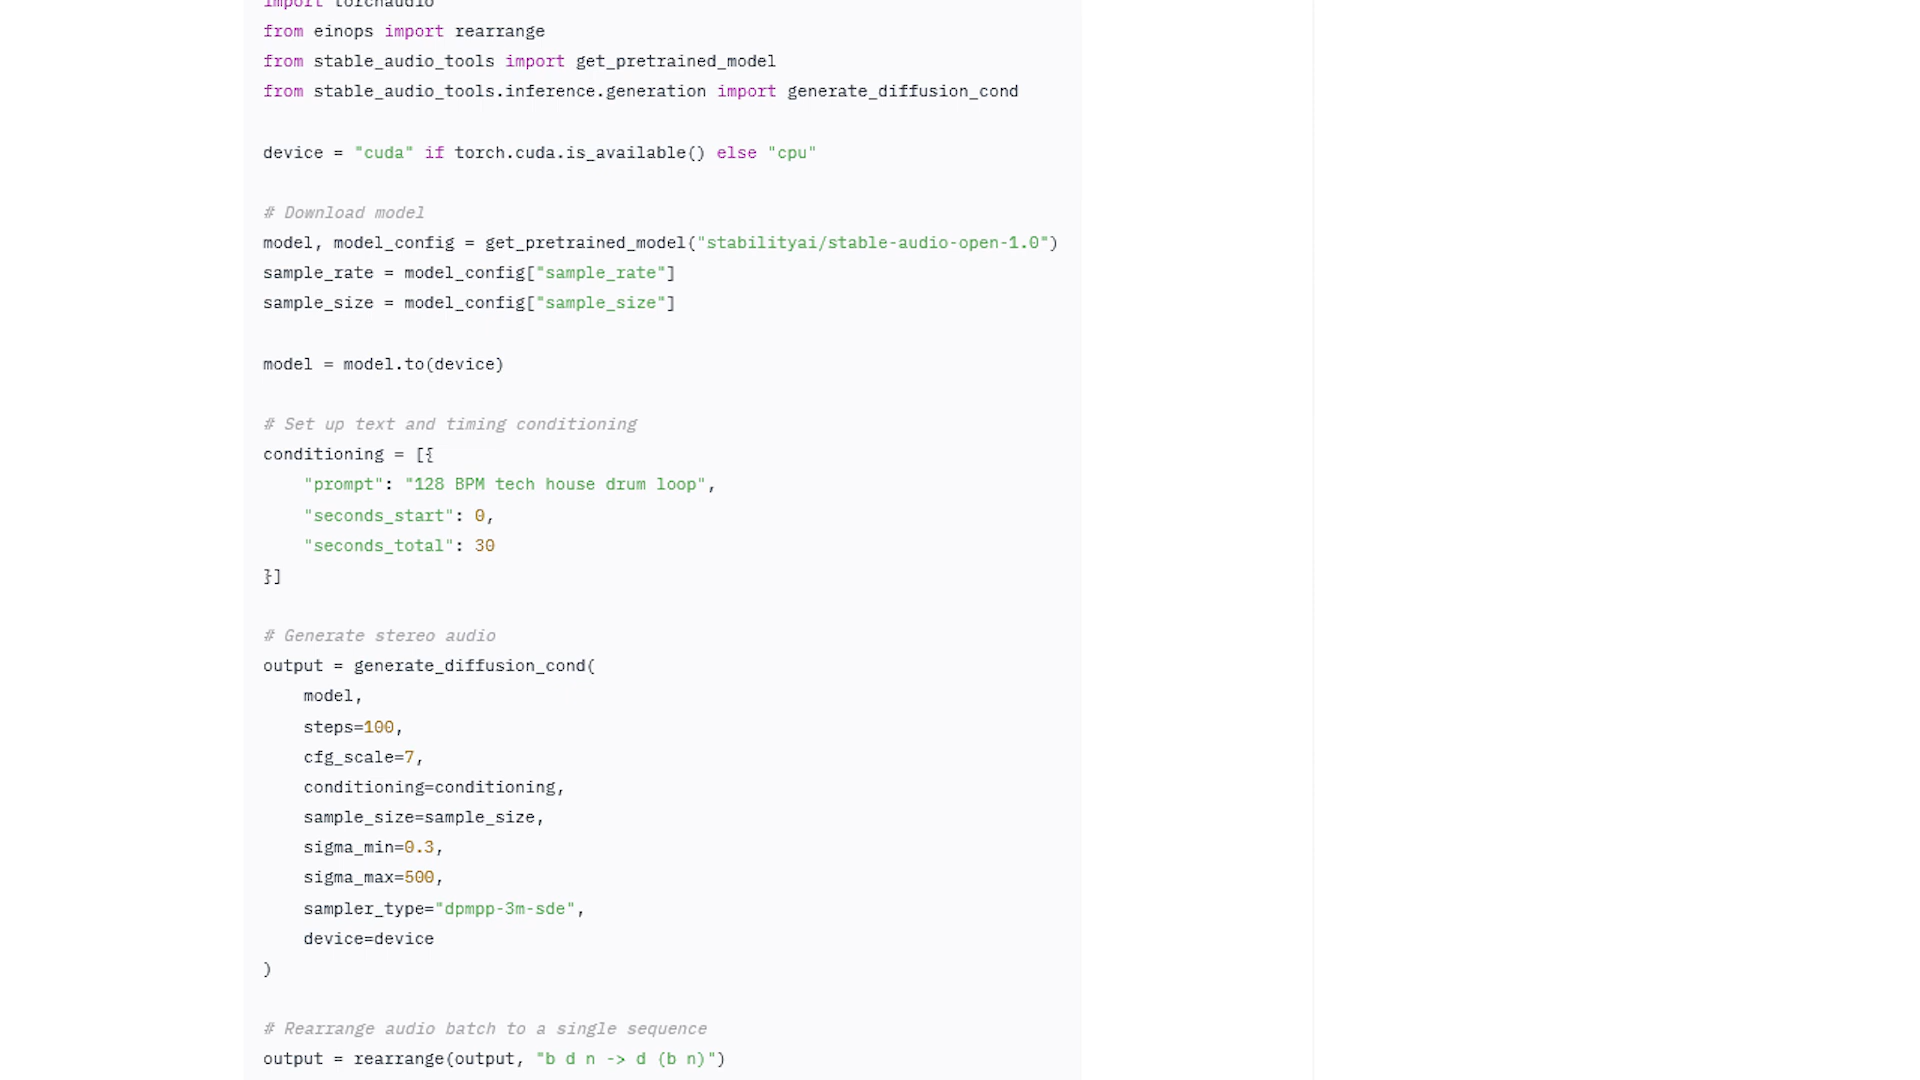 import torchaudio
from einops import rearrange
from stable_audio_tools import get_pretrained_model
from stable_audio_tools.inference.generation import generate_diffusion_cond

device = "cuda" if torch.cuda.is_available() else "cpu"

# Download model
model, model_config = get_pretrained_model("stabilityai/stable-audio-open-1.0")
sample_rate = model_config["sample_rate"]
sample_size = model_config["sample_size"]

model = model.to(device)

# Set up text and timing conditioning
conditioning = [{
    "prompt": "128 BPM tech house drum loop",
    "seconds_start": 0,
    "seconds_total": 30
}]

# Generate stereo audio
output = generate_diffusion_cond(
    model,
    steps=100,
    cfg_scale=7,
    conditioning=conditioning,
    sample_size=sample_size,
    sigma_min=0.3,
    sigma_max=500,
    sampler_type="dpmpp-3m-sde",
    device=device
)

# Rearrange audio batch to a single sequence
output = rearrange(output, "b d n -> d (b n)")